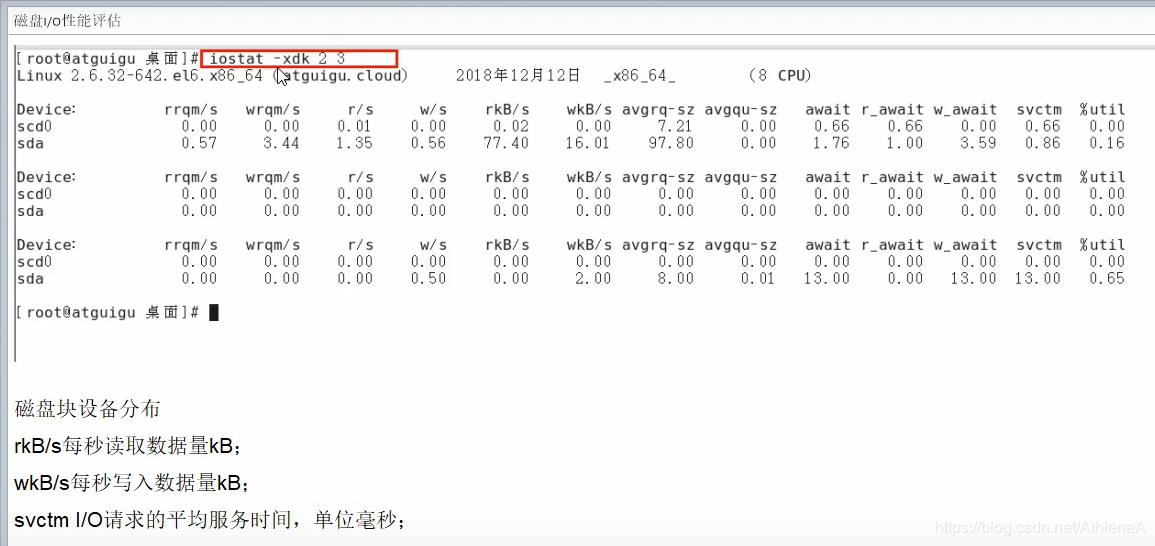 磁盘I/O性能评估
[root@atguigu 桌面]# iostat -xdk 2 3
Linux 2.6.32-642.el6.x86_64 (atguigu.cloud) 2018年12月12日 _x86_64_ (8 CPU)
Device: rrqm/s wrqm/s r/s w/s rkB/s wkB/s avgrq-sz avgqu-sz await r_await w_await svctm %util
scd0 0.00 0.00 0.01 0.00 0.02 0.00 7.21 0.00 0.66 0.66 0.00 0.66 0.00
sda 0.57 3.44 1.35 0.56 77.40 16.01 97.80 0.00 1.76 1.00 3.59 0.86 0.16
Device: rrqm/s wrqm/s r/s w/s rkB/s wkB/s avgrq-sz avgqu-sz await r_await w_await svctm %util
scd0 0.00 0.00 0.00 0.00 0.00 0.00 0.00 0.00 0.00 0.00 0.00 0.00 0.00
sda 0.00 0.00 0.00 0.00 0.00 0.00 0.00 0.00 0.00 0.00 0.00 0.00 0.00
Device: rrqm/s wrqm/s r/s w/s rkB/s wkB/s avgrq-sz avgqu-sz await r_await w_await svctm %util
scd0 0.00 0.00 0.00 0.00 0.00 0.00 0.00 0.00 0.00 0.00 0.00 0.00 0.00
sda 0.00 0.00 0.00 0.50 0.00 2.00 8.00 0.01 13.00 0.00 13.00 13.00 0.65
[root@atguigu 桌面]#
磁盘块设备分布
rkB/s每秒读取数据量kB；
wkB/s每秒写入数据量kB；
svctm I/O请求的平均服务时间，单位毫秒；
https://blog.csdn.net/AthlenaA